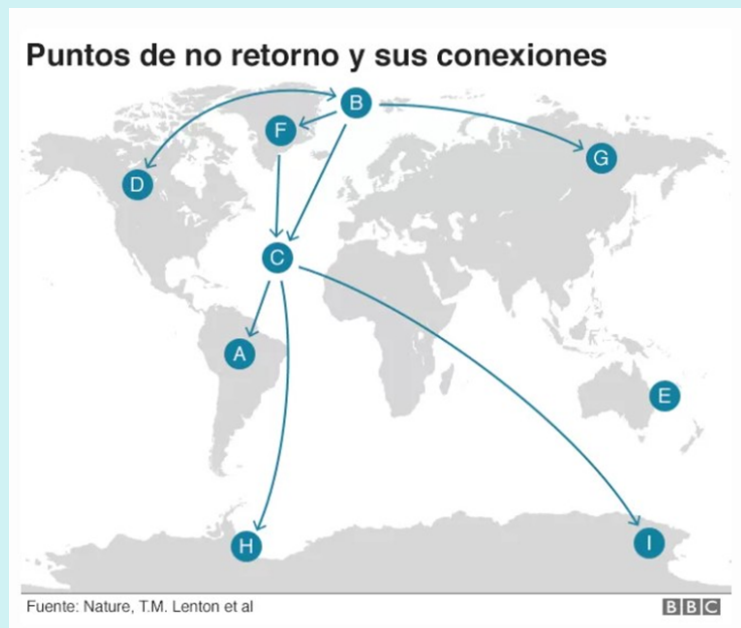 Puntos de no retorno y sus conexiones
B
F
G
D
C
A
E
H
I
Fuente: Nature, T.M. Lenton et al
BBC